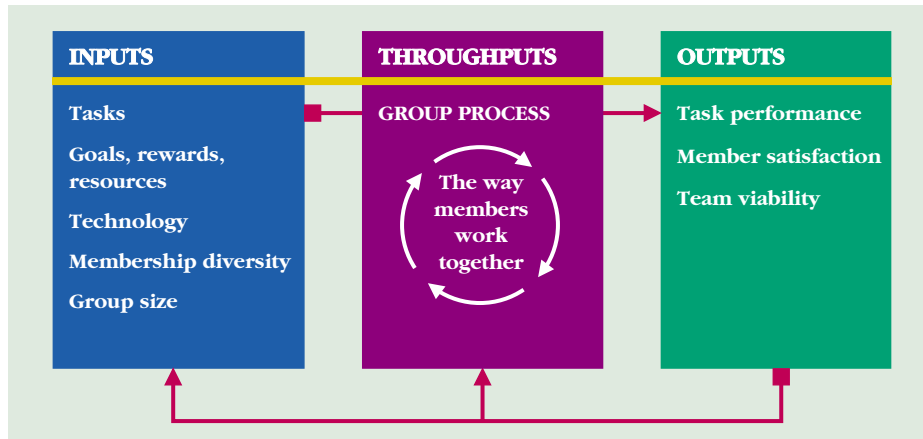 INPUTS
Tasks
Goals, rewards,
resources
Technology
Membership diversity
Group size
THROUGHPUTS
GROUP PROCESS
The way
members
work
together
OUTPUTS
Task performance
Member satisfaction
Team viability